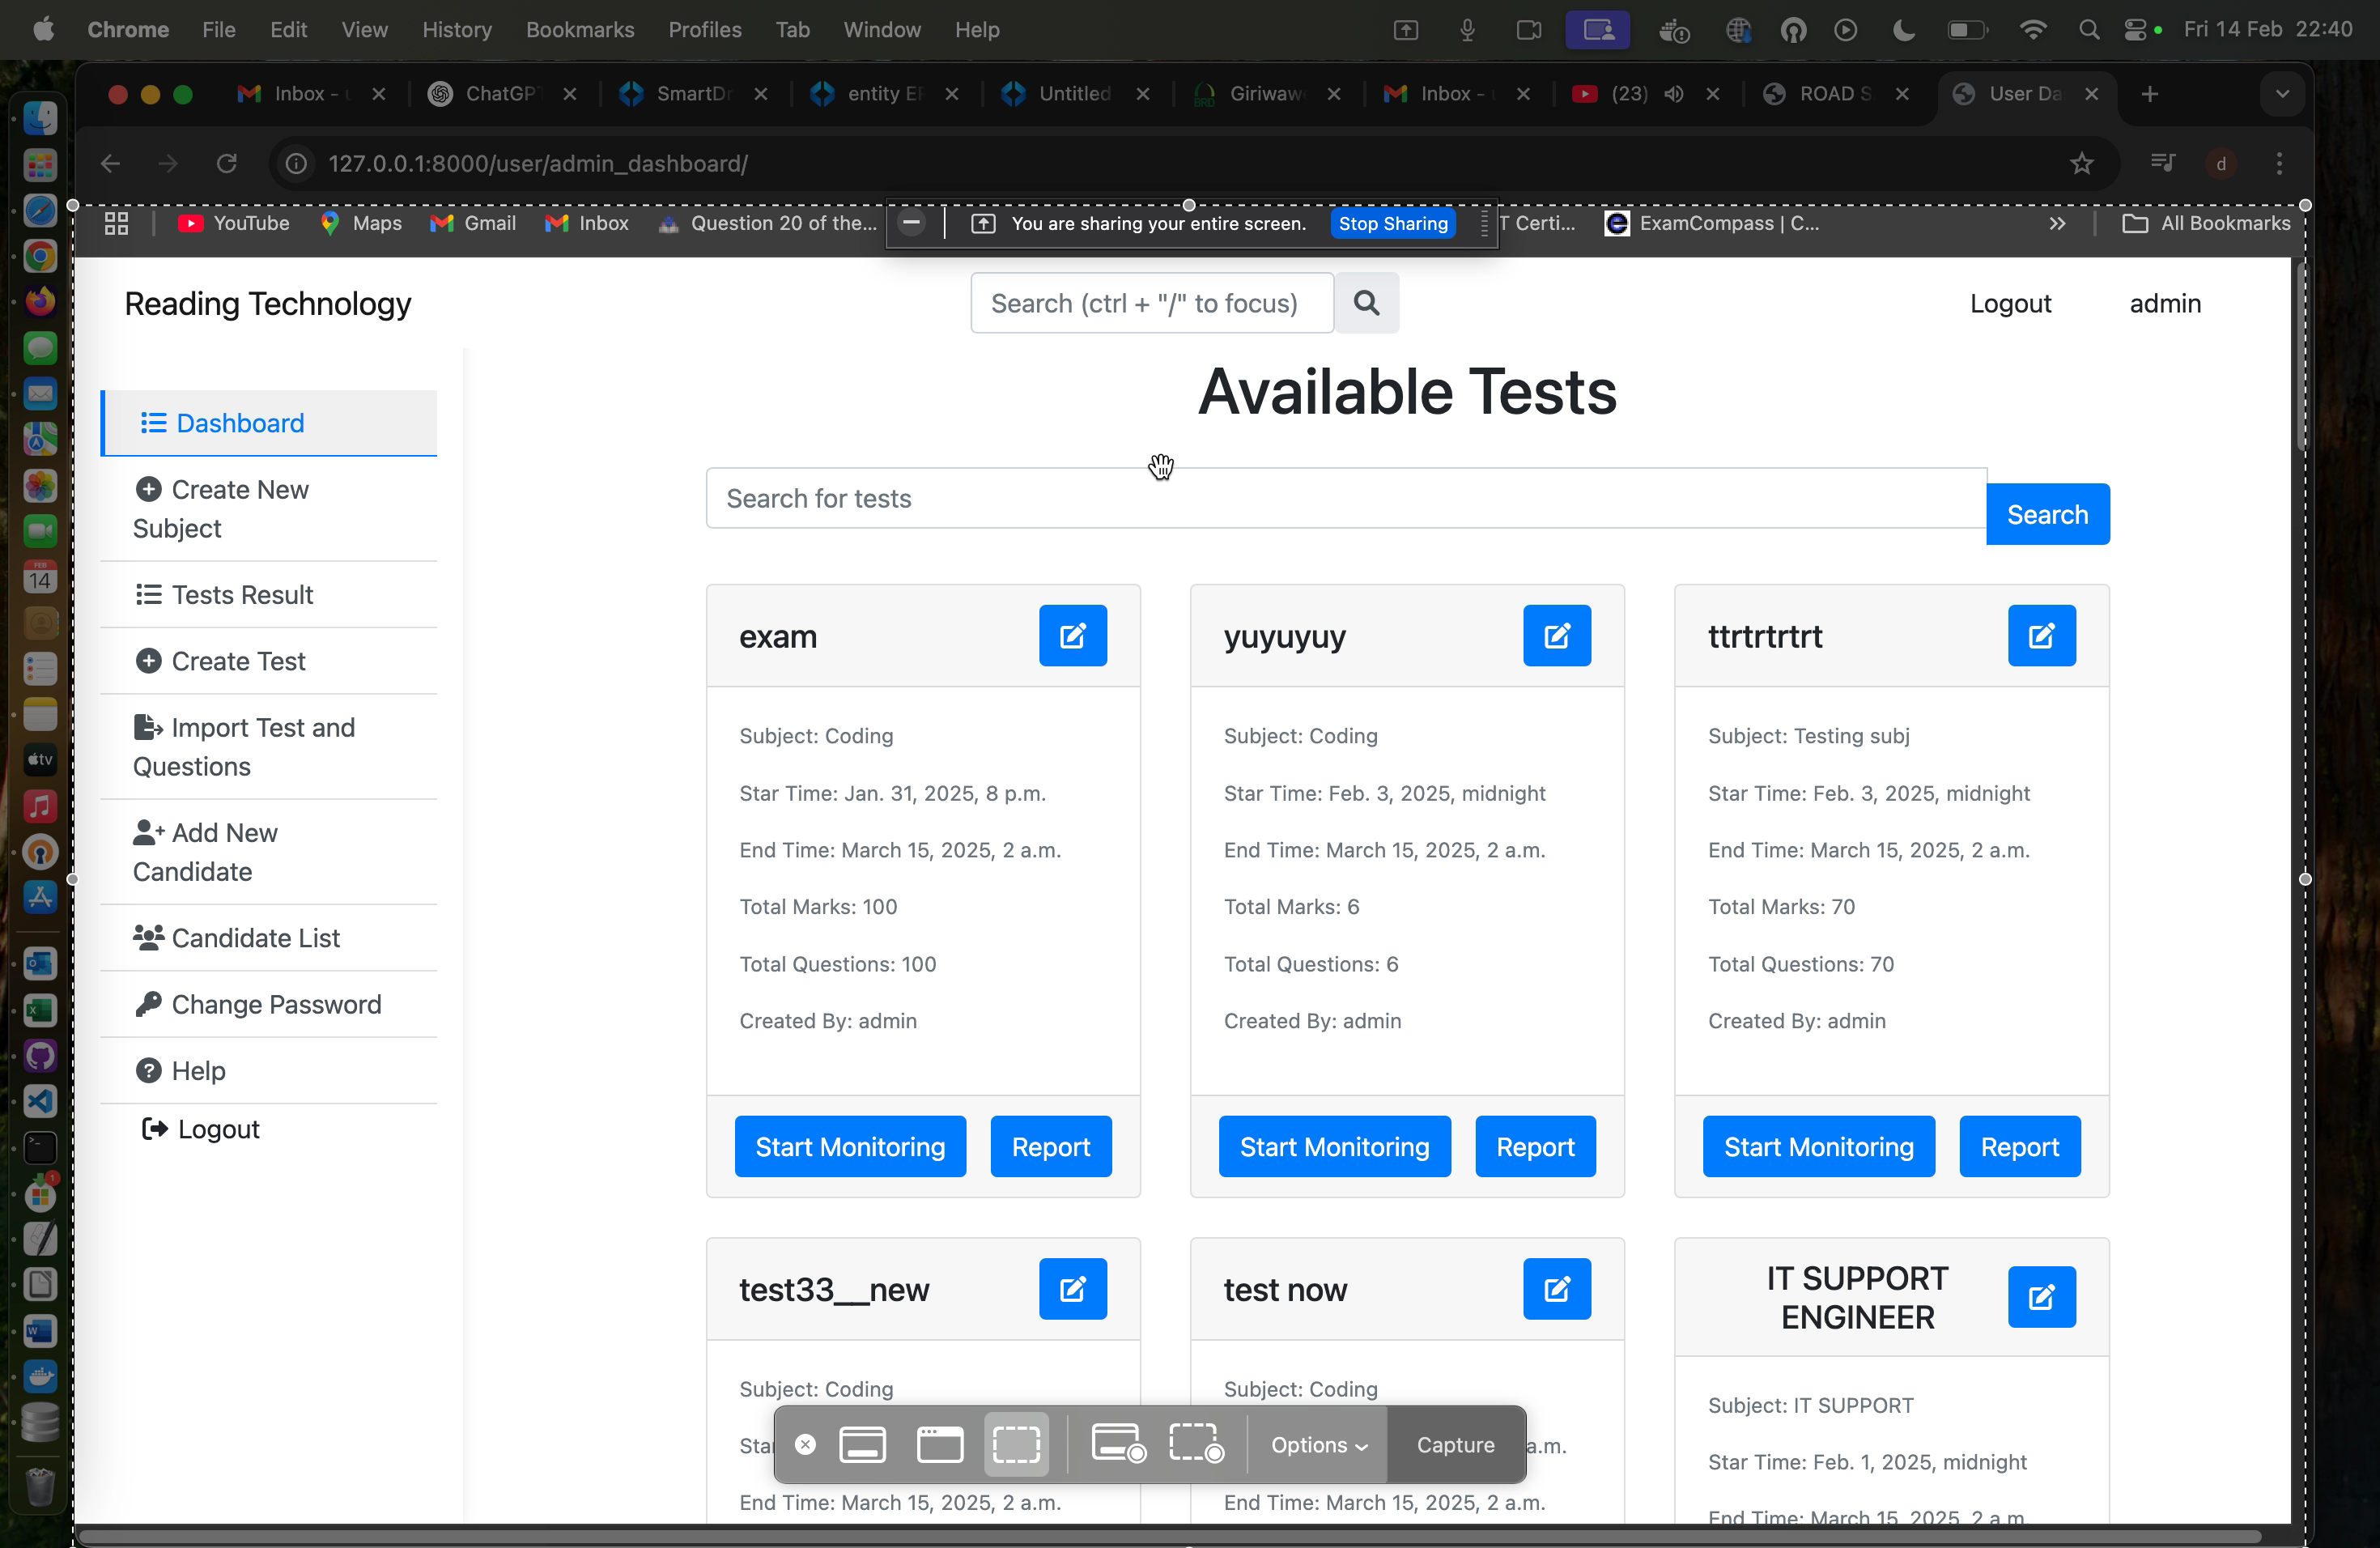 Chrome File Edit View History Bookmarks Profiles Tab Window Help Fri 14 Feb 22:40
Inbox - ChatGP SmartDr entity Untitled Giriwaw Inbox - (23) ROAD S User Da
127.0.0.1:8000/user/admin_dashboard/ d
YouTube Maps Gmail Inbox Question 20 of the... You are sharing your entire screen. Stop Sharing T Certi... ExamCompass | C... All Bookmarks
Reading Technology
Search (ctrl + "/" to focus)
Logout admin
Dashboard
Create New
Subject
Tests Result
Create Test
Import Test and
Questions
Add New
Candidate
Candidate List
Change Password
Help
Logout
Available Tests
Search for tests
Search
exam
Subject: Coding
Star Time: Jan. 31, 2025, 8 p.m.
End Time: March 15, 2025, 2 a.m.
Total Marks: 100
Total Questions: 100
Created By: admin
Start Monitoring Report
yuyuyuy
Subject: Coding
Star Time: Feb. 3, 2025, midnight
End Time: March 15, 2025, 2 a.m.
Total Marks: 6
Total Questions: 6
Created By: admin
Start Monitoring Report
ttrtrtrtrt
Subject: Testing subj
Star Time: Feb. 3, 2025, midnight
End Time: March 15, 2025, 2 a.m.
Total Marks: 70
Total Questions: 70
Created By: admin
Start Monitoring Report
test33__new
Subject: Coding
Sta
End Time: March 15, 2025, 2 a.m.
test now
Subject: Coding
a.m.
End Time: March 15, 2025, 2 a.m.
IT SUPPORT
ENGINEER
Subject: IT SUPPORT
Star Time: Feb. 1, 2025, midnight
End Time: March 15, 2025, 2 a.m.
Options Capture
FEB
14
tv
1